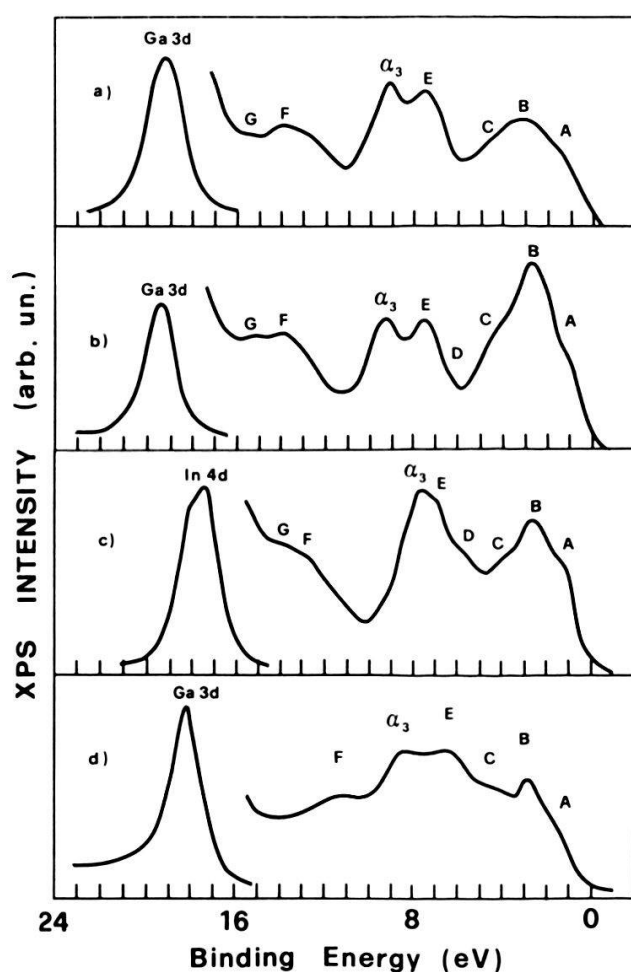 Ga 3d
a)
G F α₃ E C B A
Ga 3d
b)
G F α₃ E D C B A
In 4d
c)
G F α₃ E D C B A
Ga 3d
d)
F α₃ E C B A
XPS INTENSITY (arb. un.)
24 16 8 0
Binding Energy (eV)